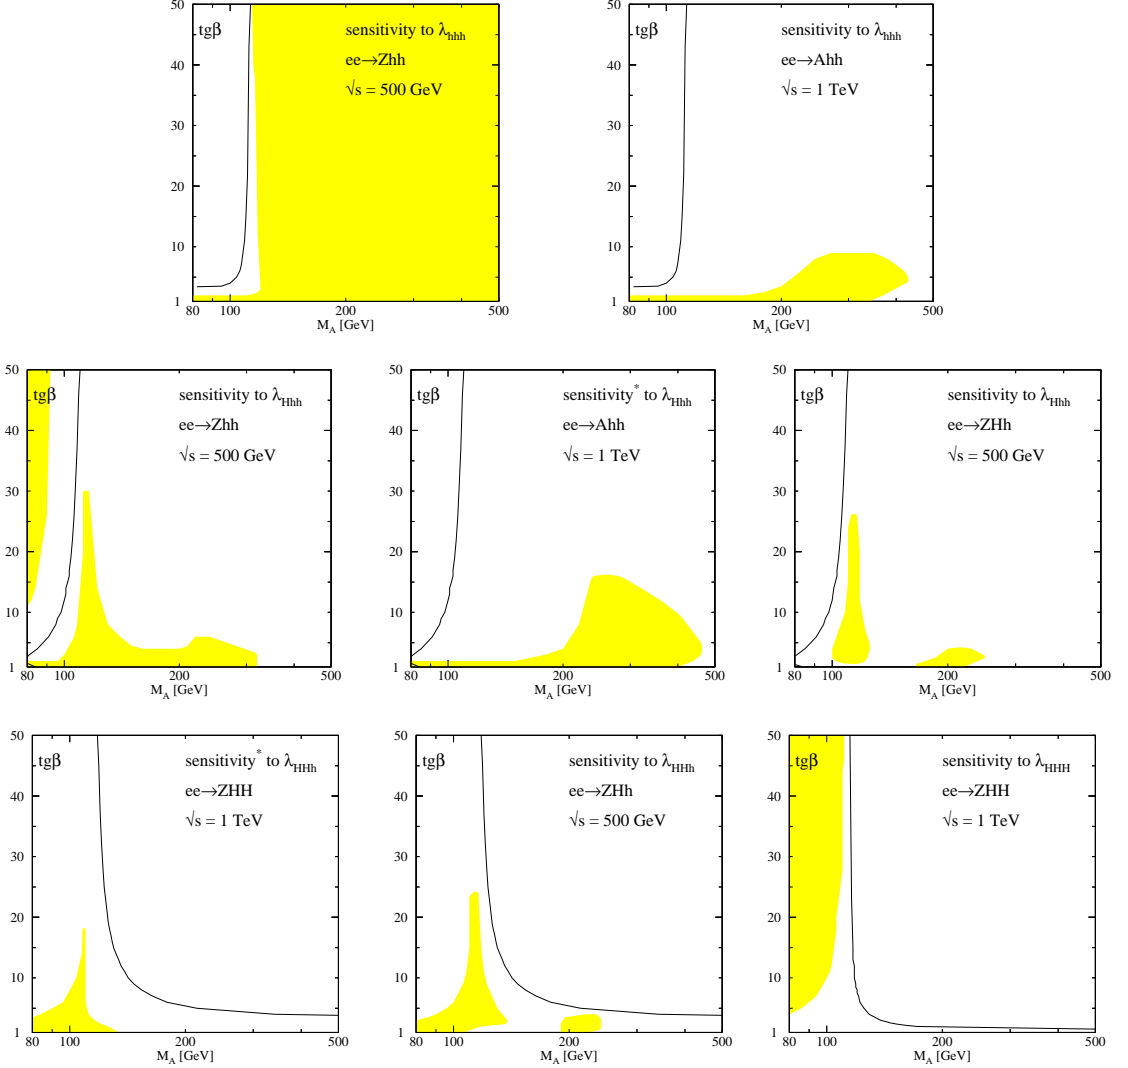 50
40
30
20
10
1
tgβ
sensitivity to λhhh
ee→Zhh
√s = 500 GeV
80
100
200
500
M_A [GeV]
50
40
30
20
10
1
tgβ
sensitivity to λhhh
ee→Ahh
√s = 1 TeV
80
100
200
500
M_A [GeV]
50
40
30
20
10
1
tgβ
sensitivity to λHhh
ee→Zhh
√s = 500 GeV
80
100
200
500
M_A [GeV]
50
40
30
20
10
1
tgβ
sensitivity* to λHhh
ee→Ahh
√s = 1 TeV
80
100
200
500
M_A [GeV]
50
40
30
20
10
1
tgβ
sensitivity to λHhh
ee→ZHh
√s = 500 GeV
80
100
200
500
M_A [GeV]
50
40
30
20
10
1
tgβ
sensitivity* to λHHh
ee→ZHH
√s = 1 TeV
80
100
200
500
M_A [GeV]
50
40
30
20
10
1
tgβ
sensitivity to λHHh
ee→ZHh
√s = 500 GeV
80
100
200
500
M_A [GeV]
50
40
30
20
10
1
tgβ
sensitivity to λHHH
ee→ZHH
√s = 1 TeV
80
100
200
500
M_A [GeV]